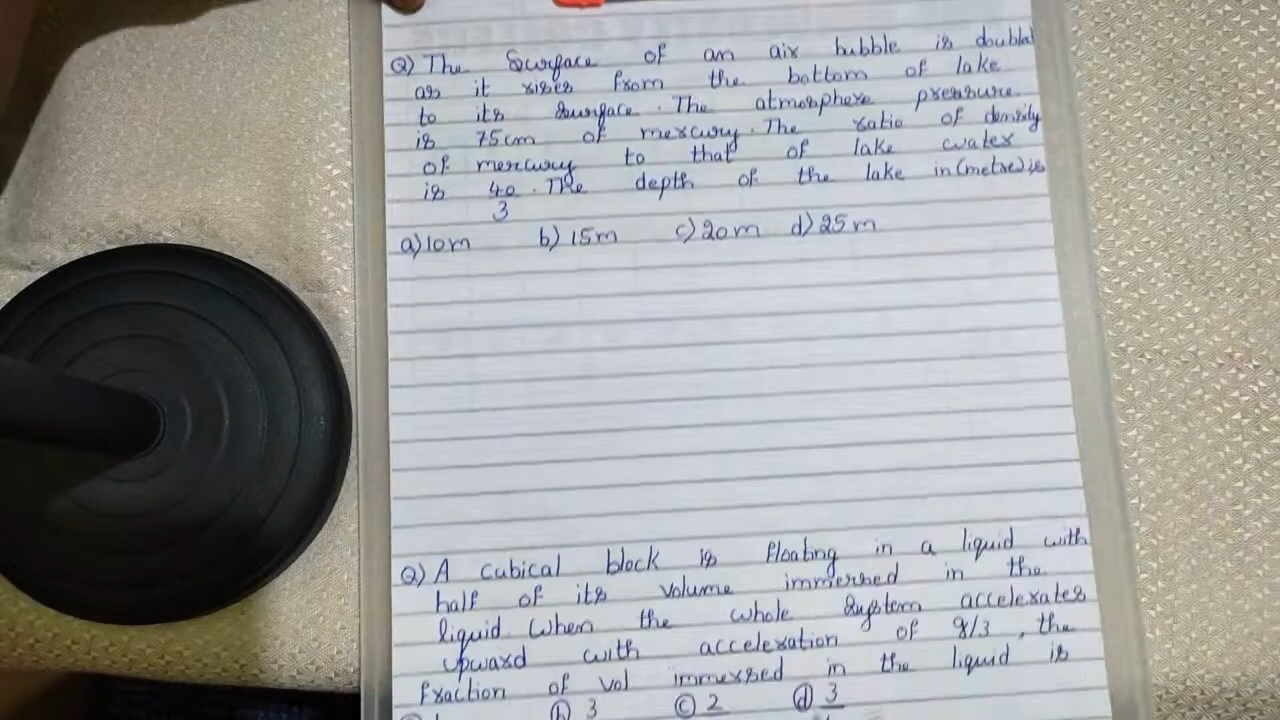 Q) The Surface of an air bubble is doubled
as it rises from the bottom of lake
to its surface. The atmosphere pressure
is 75cm of mercury. The ratio of density
of mercury to that of lake water
is 40/3. The depth of the lake in (metre) is
a) 10m b) 15m c) 20m d) 25m
Q) A cubical block is floating in a liquid with
half of its volume immersed in the
liquid. When the whole system accelerates
upward with acceleration of g/3, the
fraction of vol immersed in the liquid is
b 3 c 2 d 3